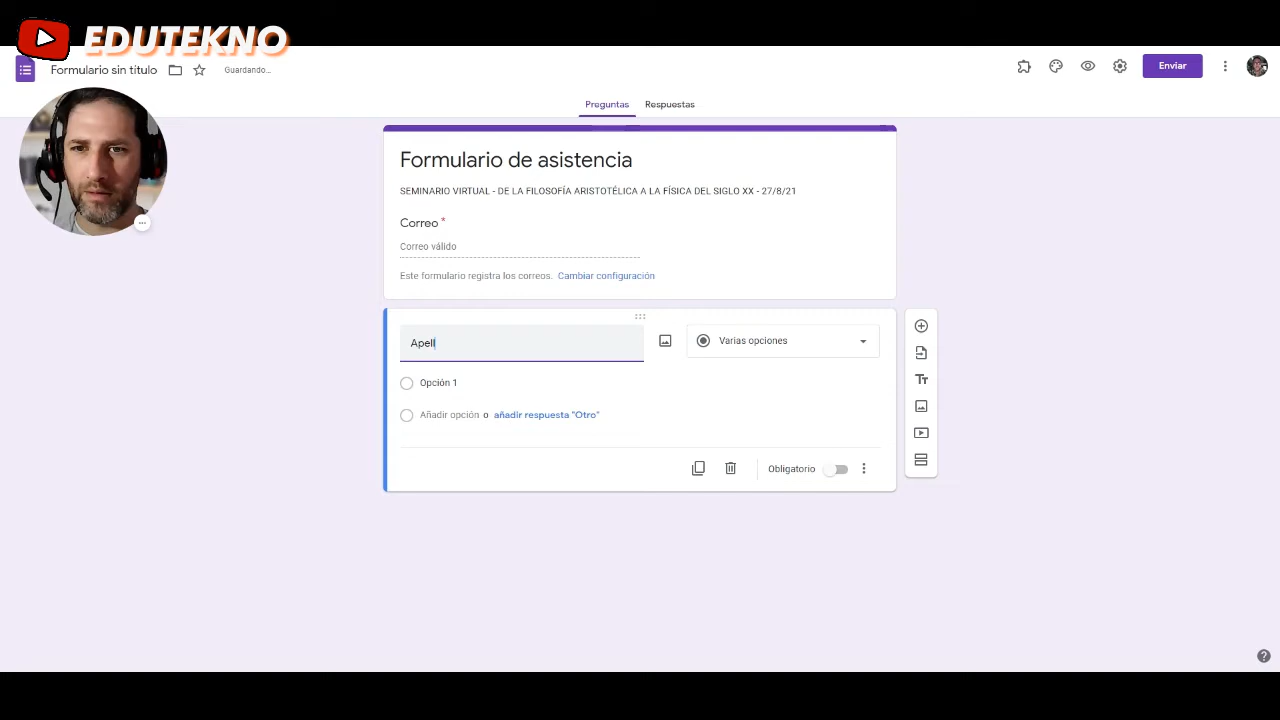 EDUTEKNO
Formulario sin título
Guardando...
Enviar
Preguntas
Respuestas
Formulario de asistencia
SEMINARIO VIRTUAL - DE LA FILOSOFÍA ARISTOTÉLICA A LA FÍSICA DEL SIGLO XX - 27/8/21
Correo *
Correo válido
Este formulario registra los correos. Cambiar configuración
Apell
Varias opciones
Opción 1
Añadir opción o añadir respuesta "Otro"
Obligatorio